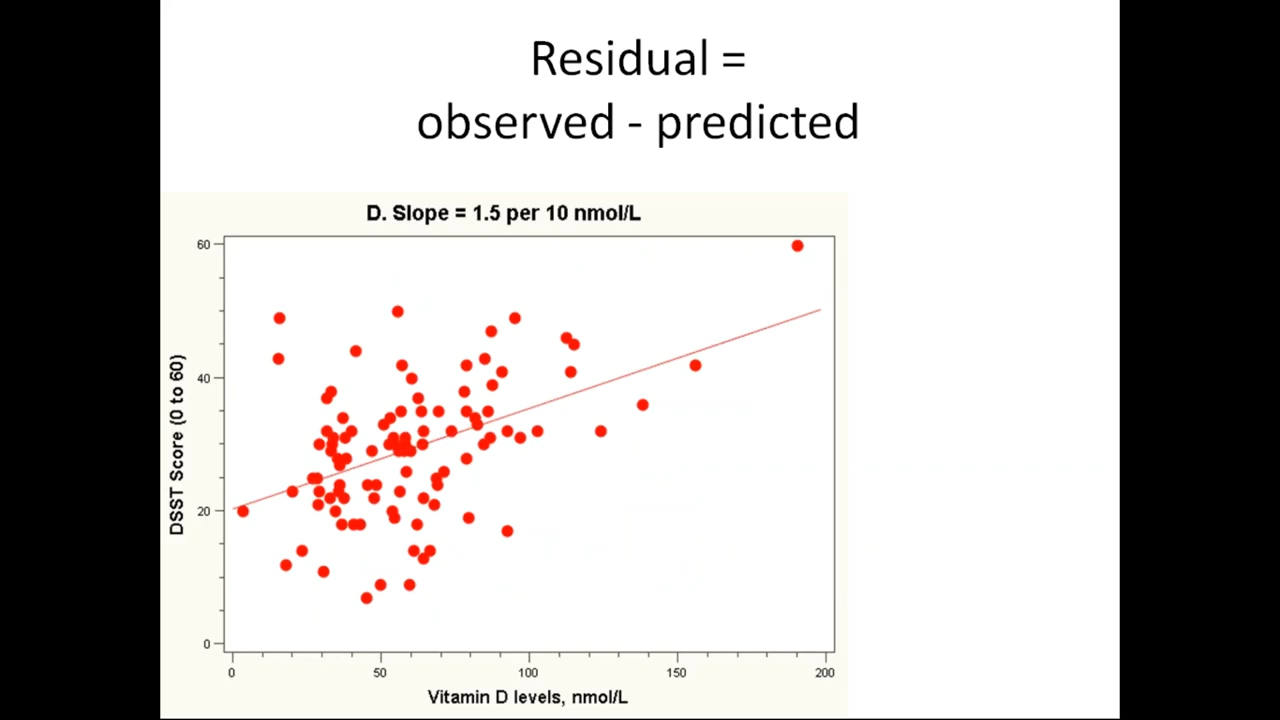 Residual =
observed - predicted
D. Slope = 1.5 per 10 nmol/L
60
40
20
0
DSST Score (0 to 60)
0 50 100 150 200
Vitamin D levels, nmol/L